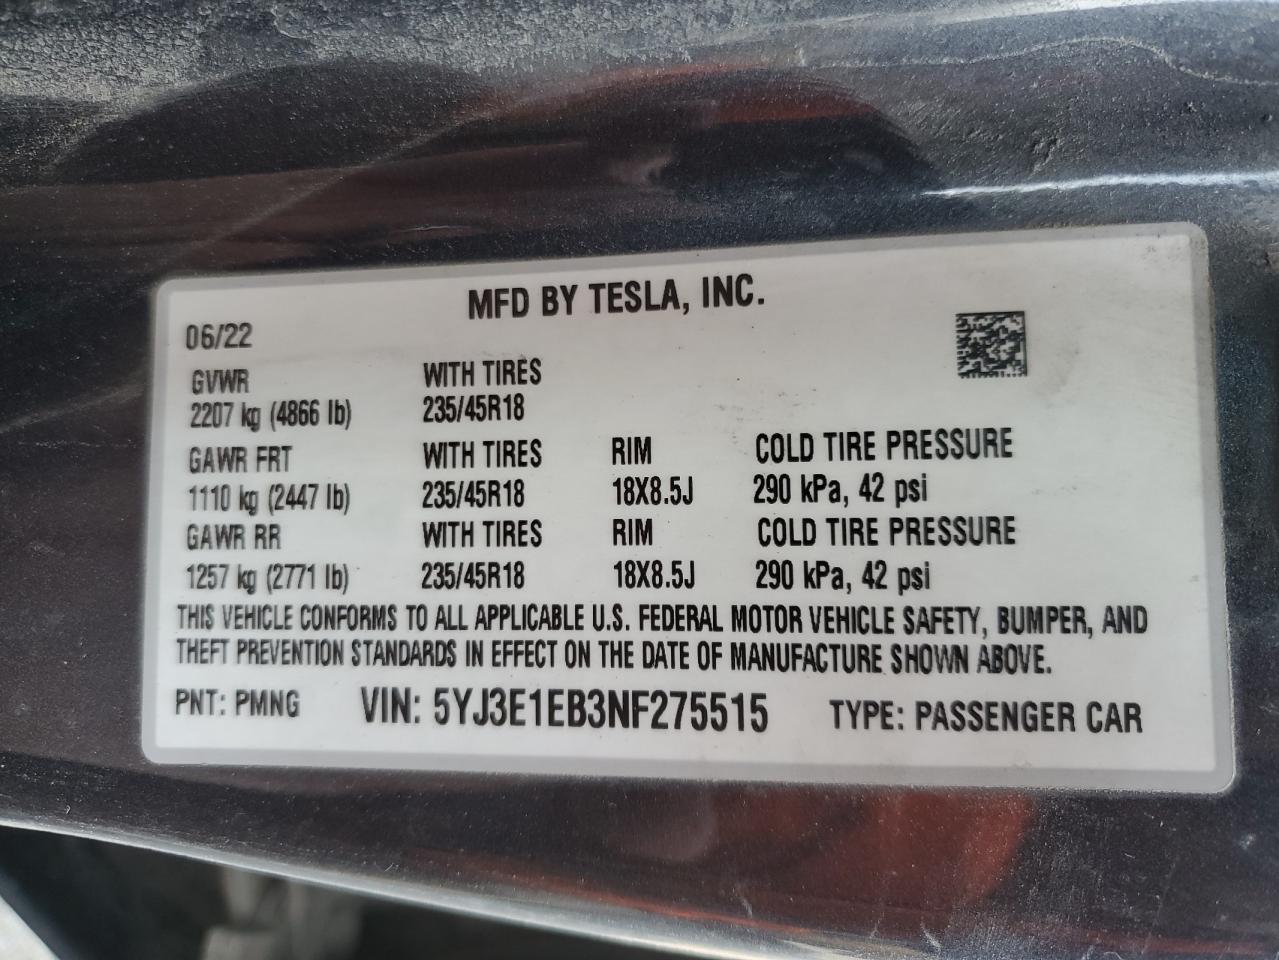 MFD BY TESLA, INC.
06/22
GVWR WITH TIRES
2207 kg (4866 lb) 235/45R18
GAWR FRT WITH TIRES RIM COLD TIRE PRESSURE
1110 kg (2447 lb) 235/45R18 18X8.5J 290 kPa, 42 psi
GAWR RR WITH TIRES RIM COLD TIRE PRESSURE
1257 kg (2771 lb) 235/45R18 18X8.5J 290 kPa, 42 psi
THIS VEHICLE CONFORMS TO ALL APPLICABLE U.S. FEDERAL MOTOR VEHICLE SAFETY, BUMPER, AND
THEFT PREVENTION STANDARDS IN EFFECT ON THE DATE OF MANUFACTURE SHOWN ABOVE.
PNT: PMNG VIN: 5YJ3E1EB3NF275515 TYPE: PASSENGER CAR